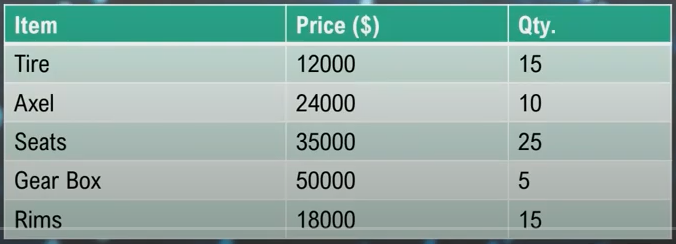 Item Price ($) Qty.
Tire 12000 15
Axel 24000 10
Seats 35000 25
Gear Box 50000 5
Rims 18000 15